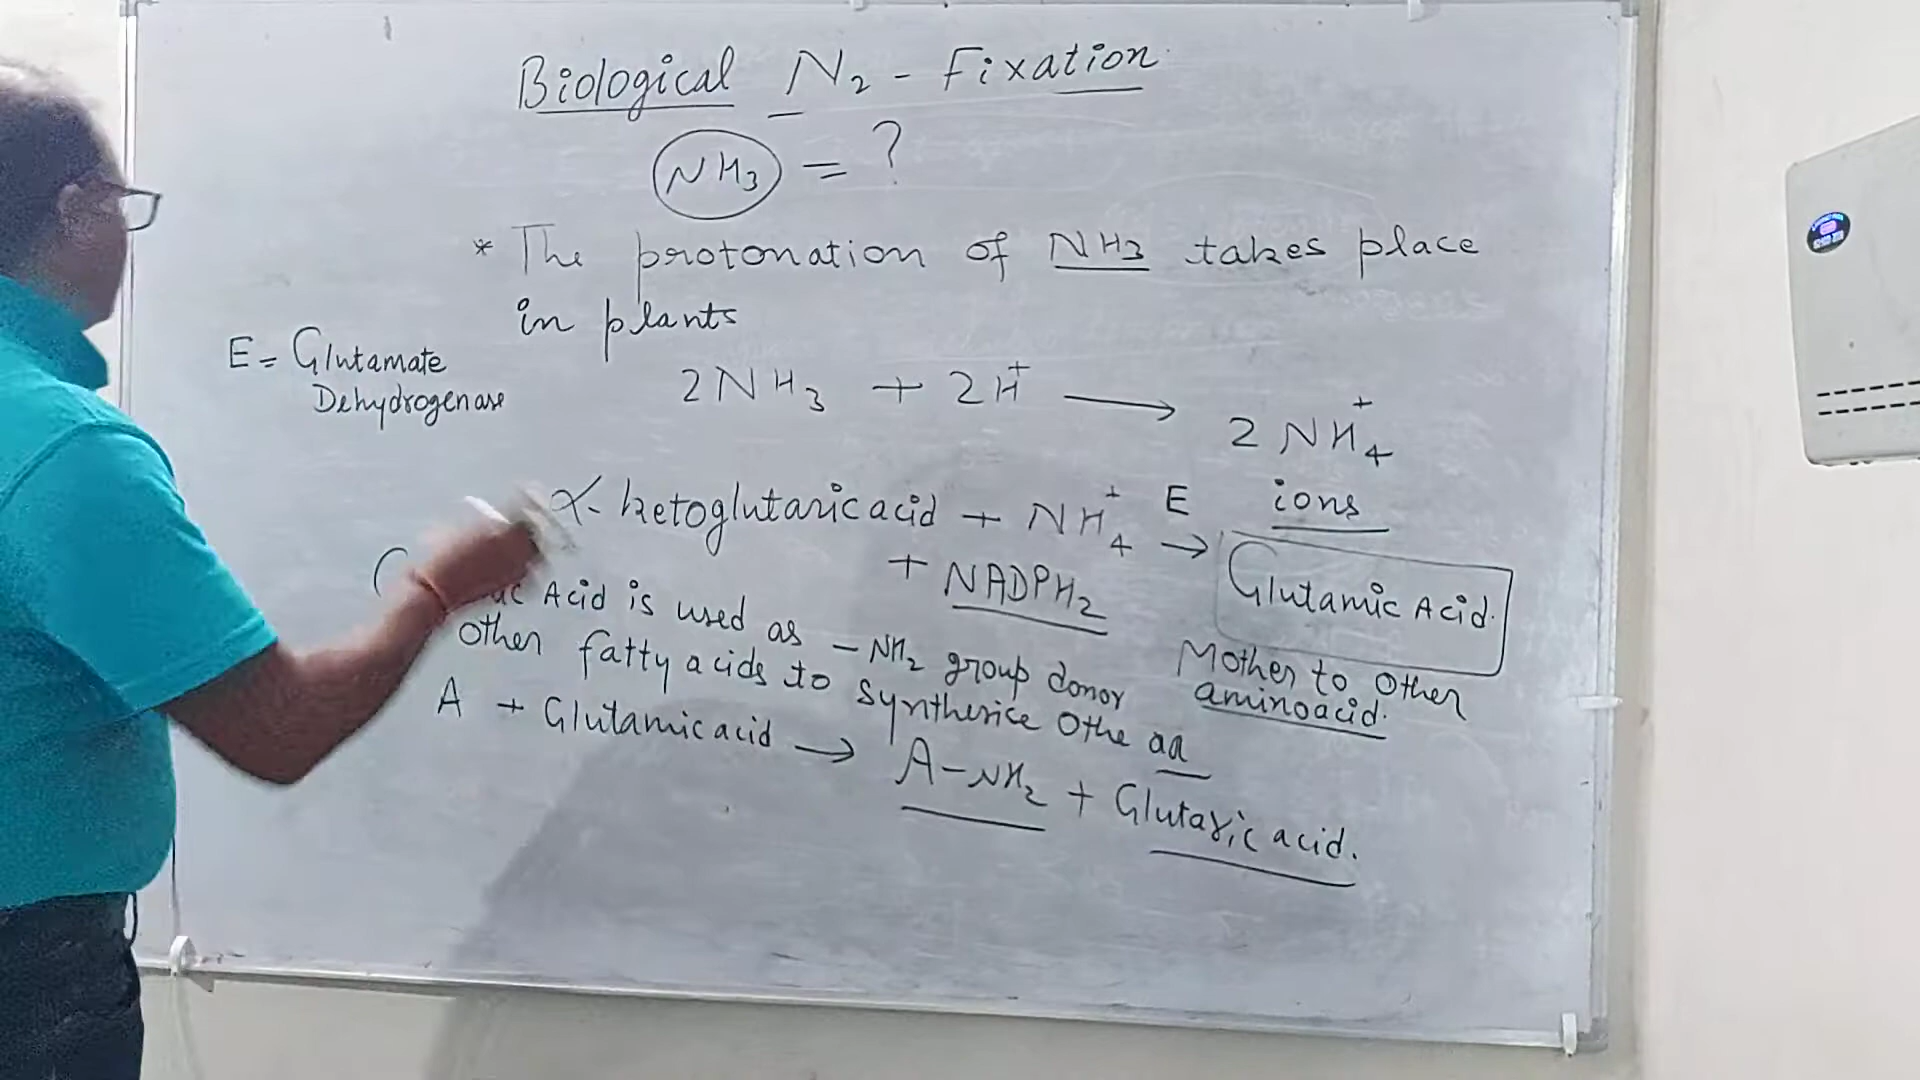 Biological N₂ - Fixation
NH₃ = ?
* The protonation of NH₃ takes place
in plants
E = Glutamate
Dehydrogenase
2NH₃ + 2H⁺ ⟶ 2NH₄⁺
ions
α-ketoglutaric acid + NH₄⁺ E → Glutamic Acid.
+ NADPH₂
Mother to Other
aminoacid.
Acid is used as -NH₂ group donor
Other fatty acids to Syntherice Othe aa
A + Glutamic acid → A-NH₂ + Glutaric acid.